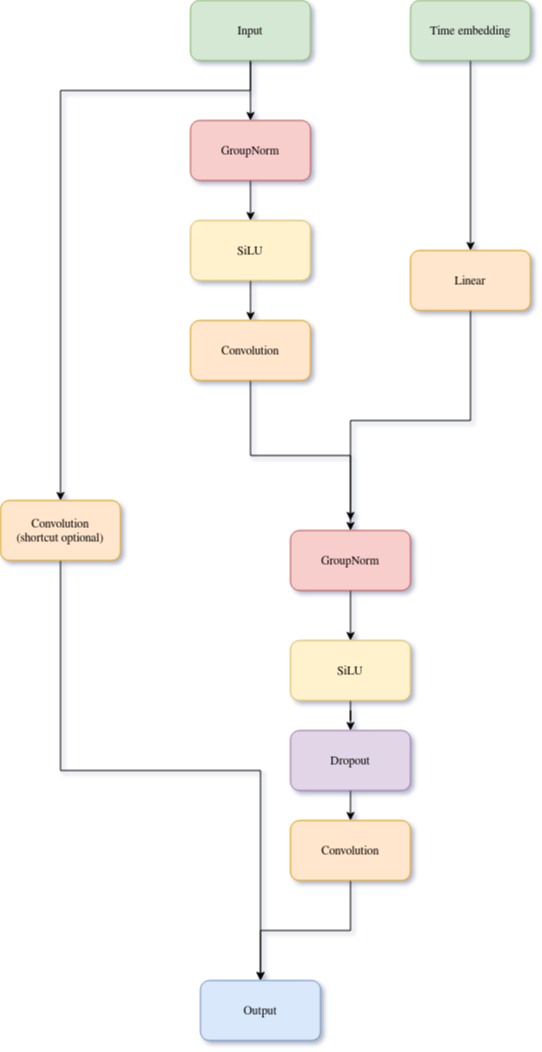 Input
Time embedding
GroupNorm
SiLU
Linear
Convolution
Convolution
(shortcut optional)
GroupNorm
SiLU
Dropout
Convolution
Output